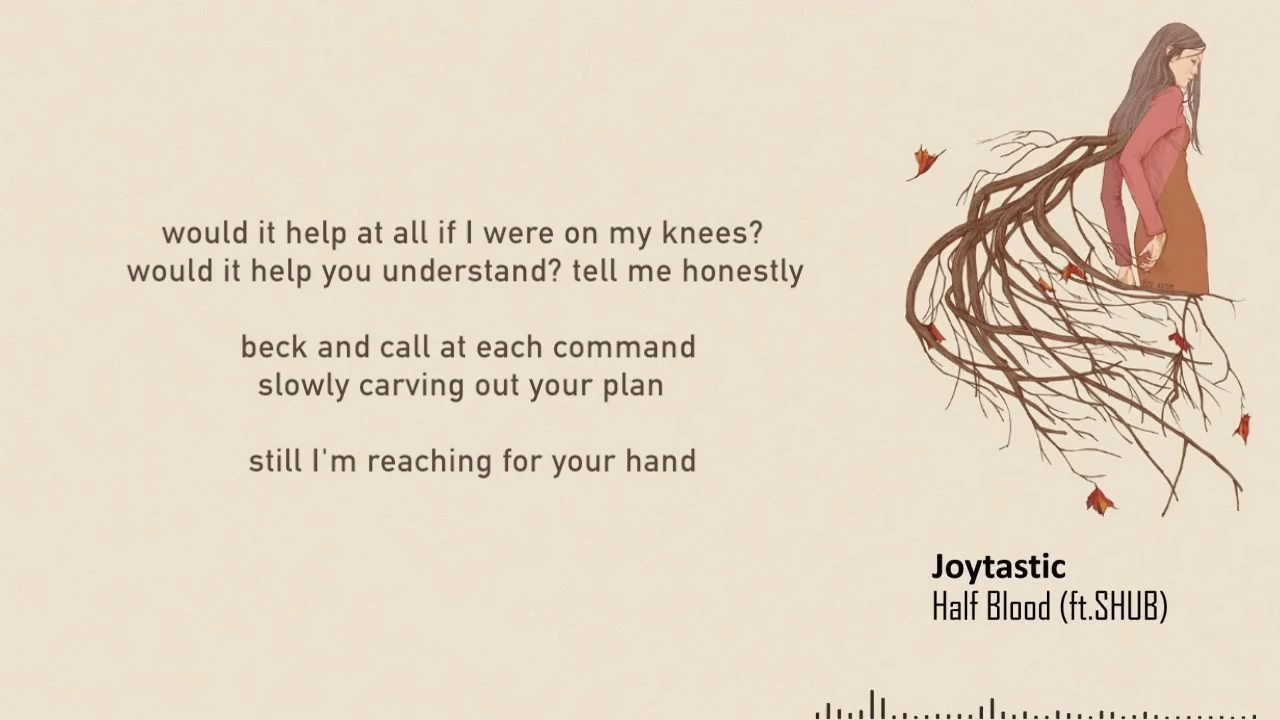 would it help at all if I were on my knees?
would it help you understand? tell me honestly
beck and call at each command
slowly carving out your plan
still I'm reaching for your hand
Joytastic
Half Blood (ft.SHUB)